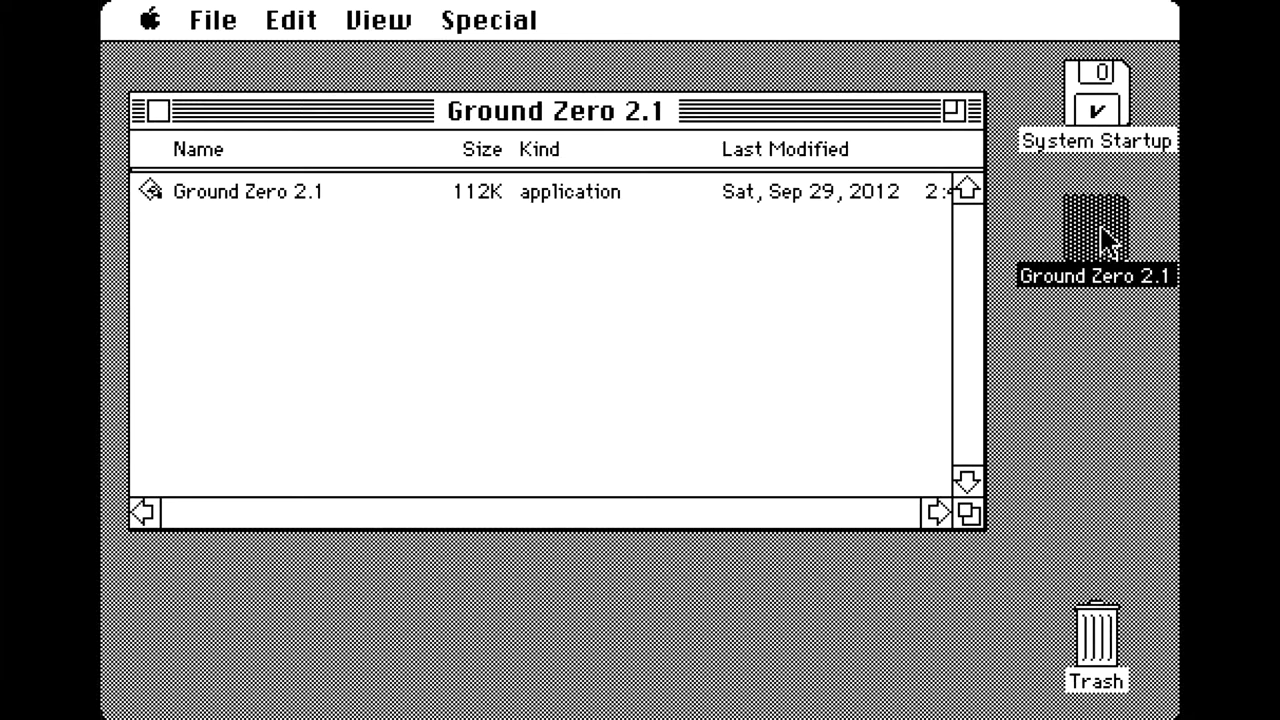 File Edit View Special
0
System Startup
Ground Zero 2.1
Name Size Kind Last Modified
Ground Zero 2.1 112K application Sat, Sep 29, 2012
Ground Zero 2.1
Trash